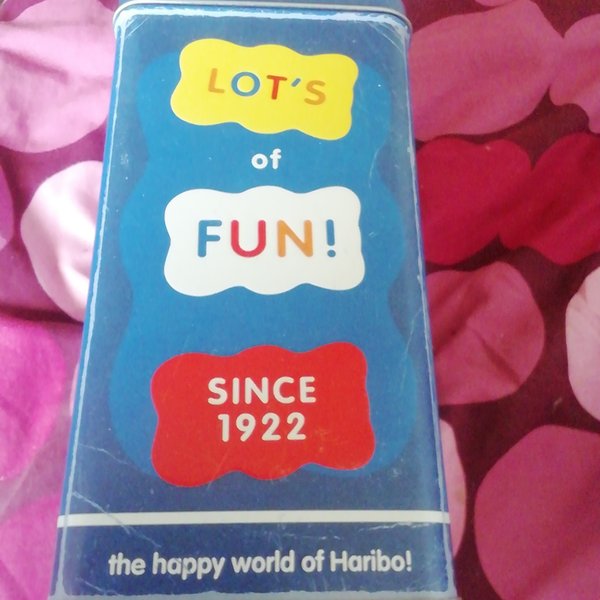 LOT'S
of
FUN!
SINCE
1922
the happy world of Haribo!